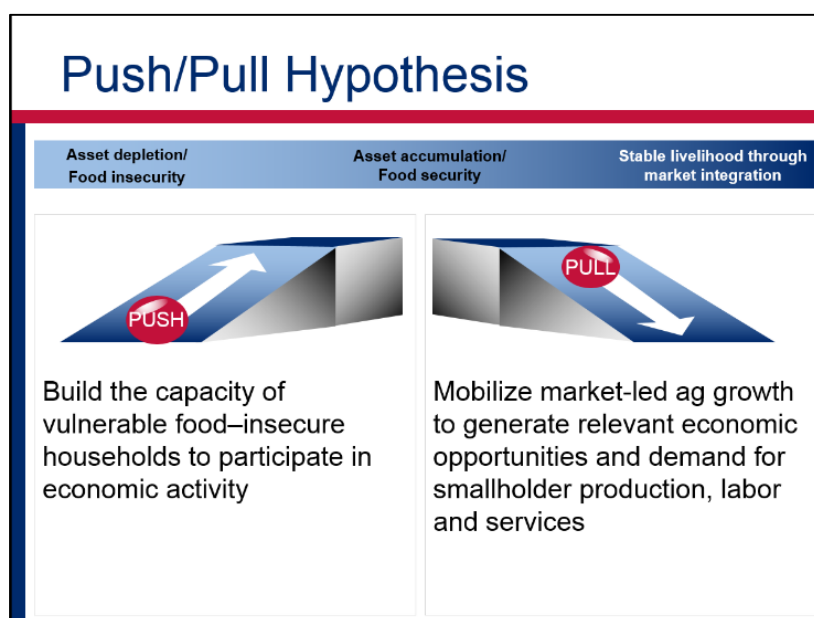 Push/Pull Hypothesis
Asset depletion/
Food insecurity
Asset accumulation/
Food security
Stable livelihood through
market integration
PUSH
Build the capacity of
vulnerable food–insecure
households to participate in
economic activity
PULL
Mobilize market-led ag growth
to generate relevant economic
opportunities and demand for
smallholder production, labor
and services